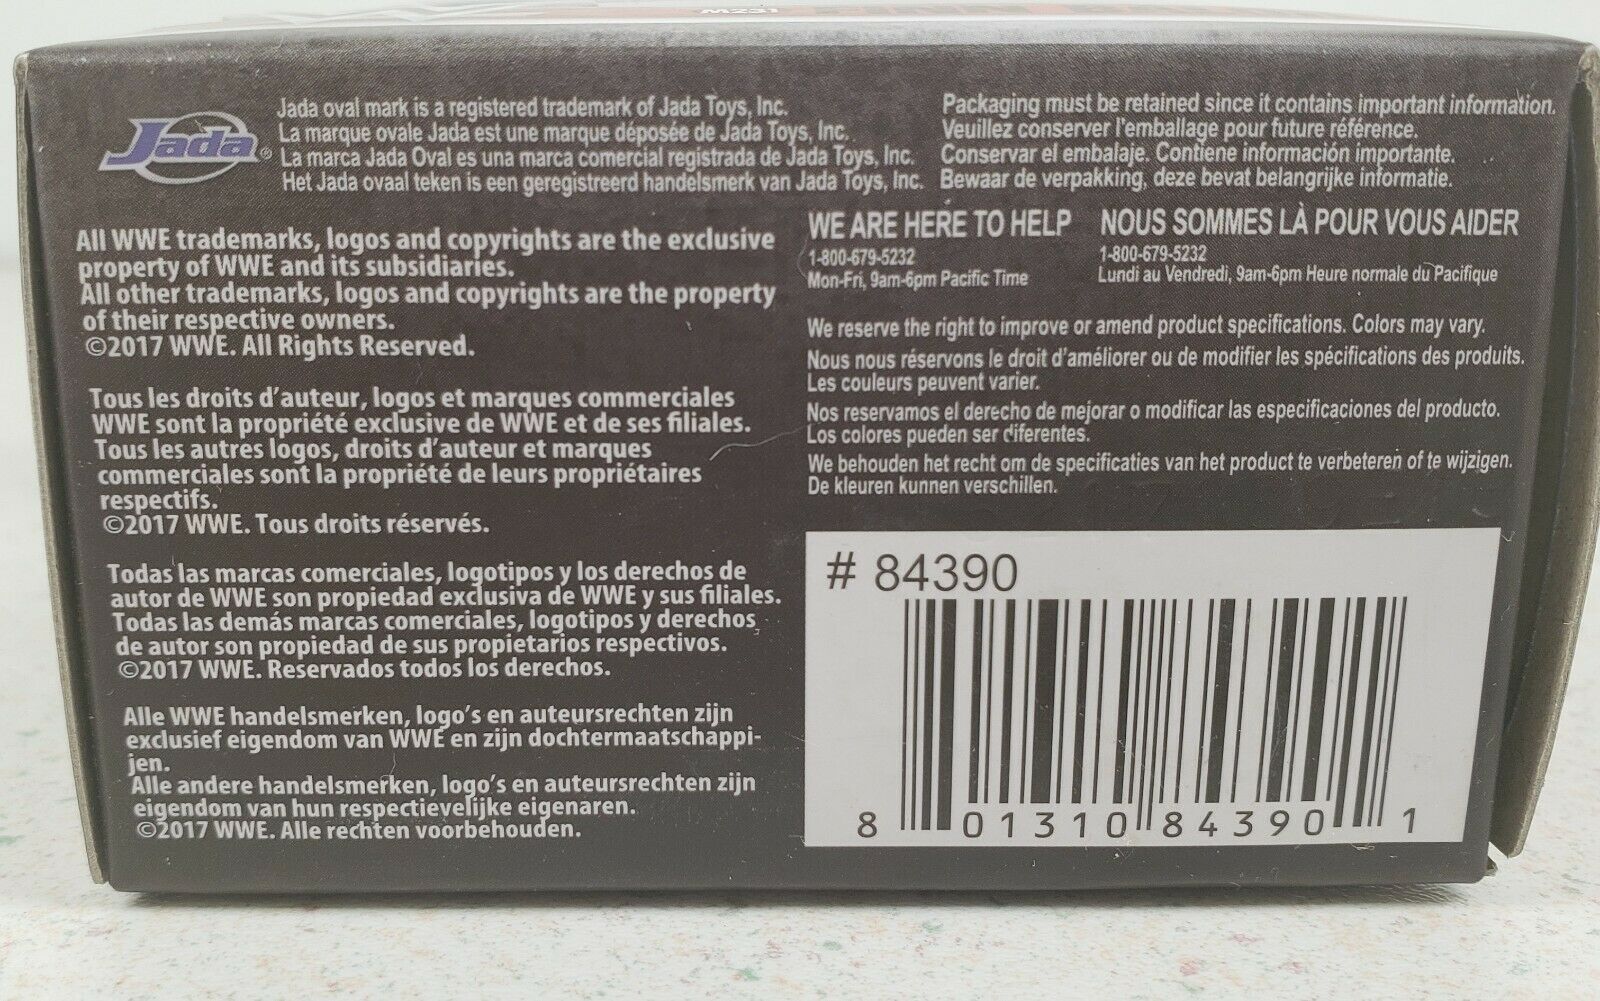 M231
Jada®
Jada oval mark is a registered trademark of Jada Toys, Inc.
La marque ovale Jada est une marque déposée de Jada Toys, Inc.
La marca Jada Oval es una marca comercial registrada de Jada Toys, Inc.
Het Jada ovaal teken is een geregistreerd handelsmerk van Jada Toys, Inc.
Packaging must be retained since it contains important information.
Veuillez conserver l'emballage pour future référence.
Conservar el embalaje. Contiene información importante.
Bewaar de verpakking, deze bevat belangrijke informatie.
All WWE trademarks, logos and copyrights are the exclusive
property of WWE and its subsidiaries.
All other trademarks, logos and copyrights are the property
of their respective owners.
©2017 WWE. All Rights Reserved.
Tous les droits d'auteur, logos et marques commerciales
WWE sont la propriété exclusive de WWE et de ses filiales.
Tous les autres logos, droits d'auteur et marques
commerciales sont la propriété de leurs propriétaires
respectifs.
©2017 WWE. Tous droits réservés.
Todas las marcas comerciales, logotipos y los derechos de
autor de WWE son propiedad exclusiva de WWE y sus filiales.
Todas las demás marcas comerciales, logotipos y derechos
de autor son propiedad de sus propietarios respectivos.
©2017 WWE. Reservados todos los derechos.
Alle WWE handelsmerken, logo's en auteursrechten zijn
exclusief eigendom van WWE en zijn dochtermaatschappi-
jen.
Alle andere handelsmerken, logo's en auteursrechten zijn
eigendom van hun respectievelijke eigenaren.
©2017 WWE. Alle rechten voorbehouden.
WE ARE HERE TO HELP
1-800-679-5232
Mon-Fri, 9am-6pm Pacific Time
NOUS SOMMES LÀ POUR VOUS AIDER
1-800-679-5232
Lundi au Vendredi, 9am-6pm Heure normale du Pacifique
We reserve the right to improve or amend product specifications. Colors may vary.
Nous nous réservons le droit d'améliorer ou de modifier les spécifications des produits.
Les couleurs peuvent varier.
Nos reservamos el derecho de mejorar o modificar las especificaciones del producto.
Los colores pueden ser diferentes.
We behouden het recht om de specificaties van het product te verbeteren of te wijzigen.
De kleuren kunnen verschillen.
# 84390
8 01310 84390 1